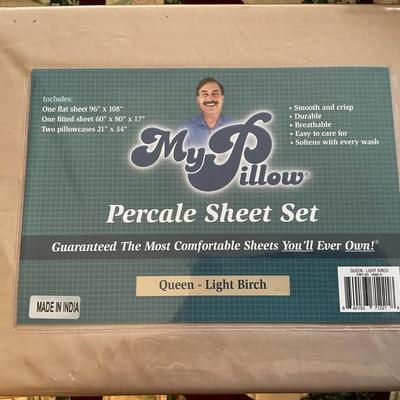 Includes:
One flat sheet 96" x 108"
One fitted sheet 60" x 80" x 17"
Two pillowcases 21" x 34"
• Smooth and crisp
• Durable
• Breathable
• Easy to care for
• Softens with every wash
My Pillow®
Percale Sheet Set
Guaranteed The Most Comfortable Sheets You'll Ever Own!®
Queen - Light Birch
MADE IN INDIA
QUEEN - LIGHT BIRCH